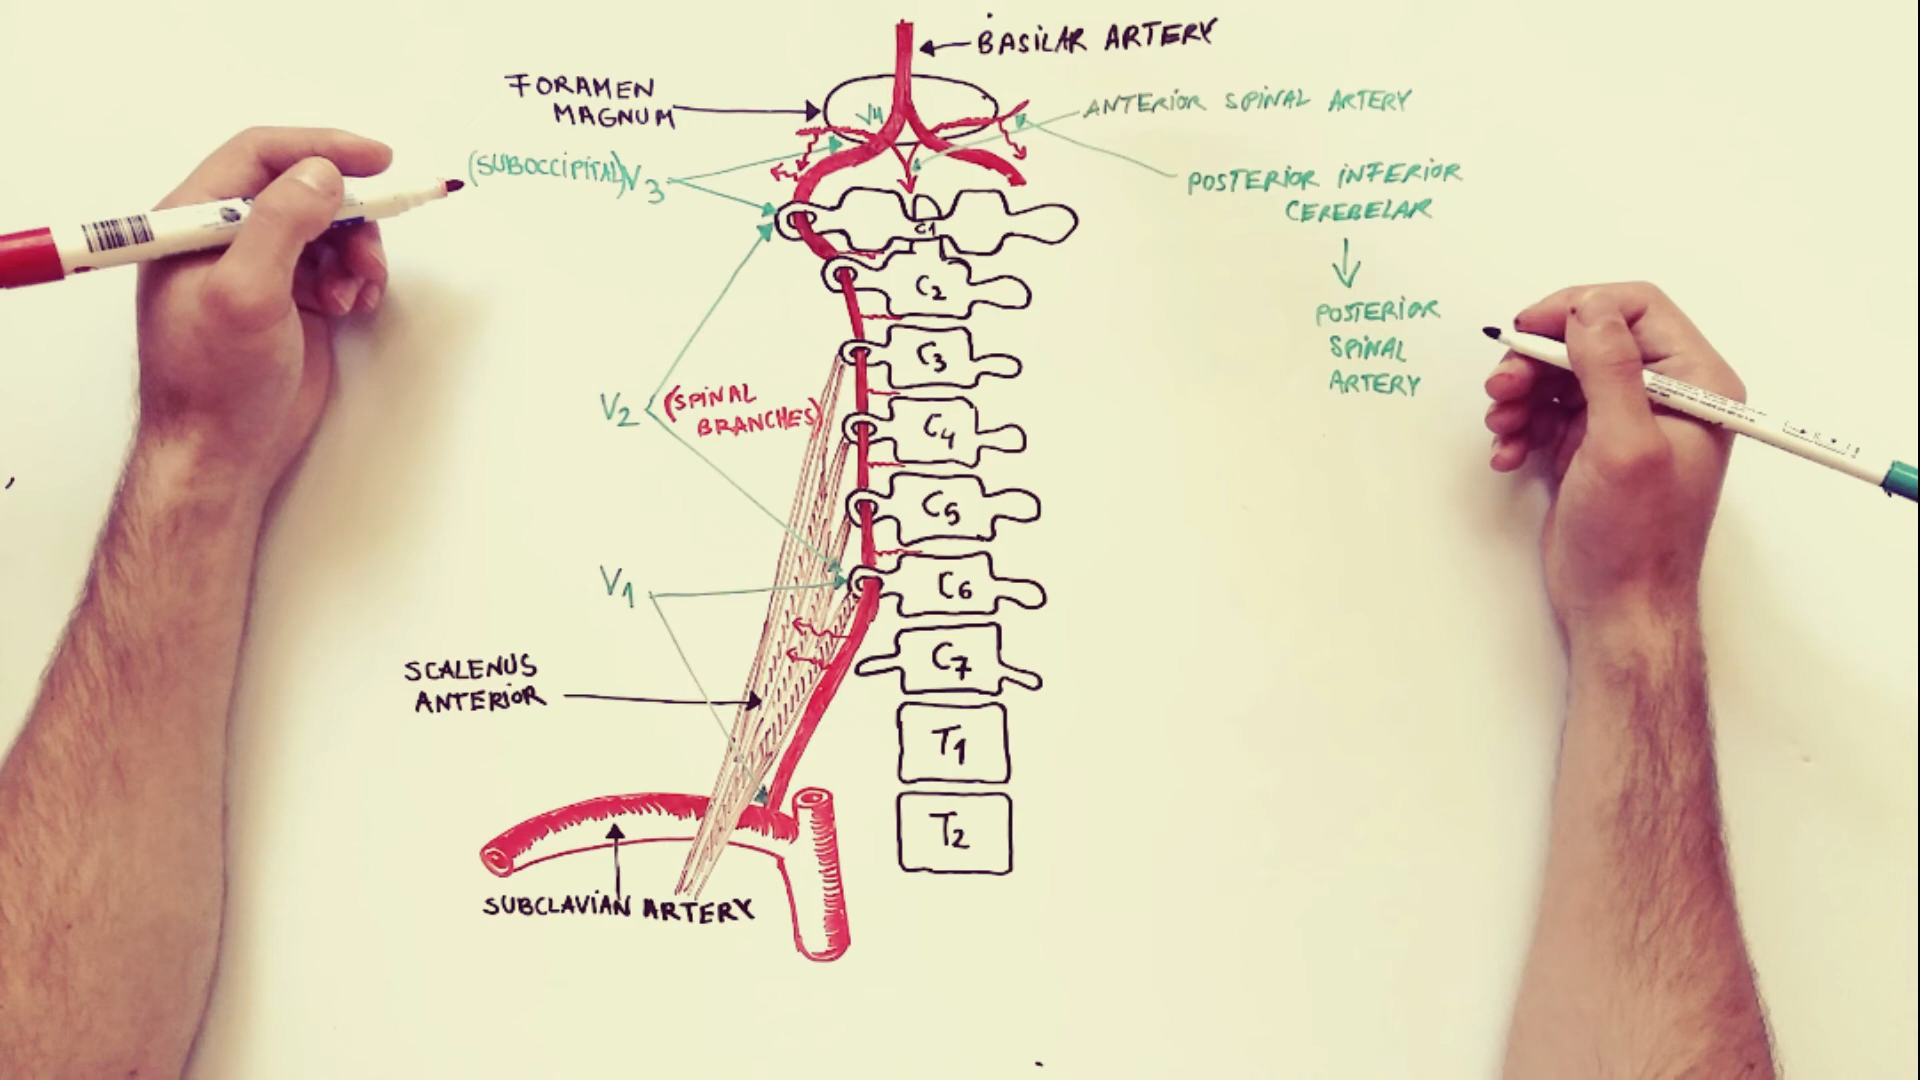 BASILAR ARTERY
FORAMEN
MAGNUM
V4
ANTERIOR SPINAL ARTERY
(SUBOCCIPITAL) V3
POSTERIOR INFERIOR
CEREBELAR
POSTERIOR
SPINAL
ARTERY
C1
C2
C3
V2 (SPINAL
BRANCHES)
C4
C5
V1
C6
C7
SCALENUS
ANTERIOR
T1
T2
SUBCLAVIAN ARTERY